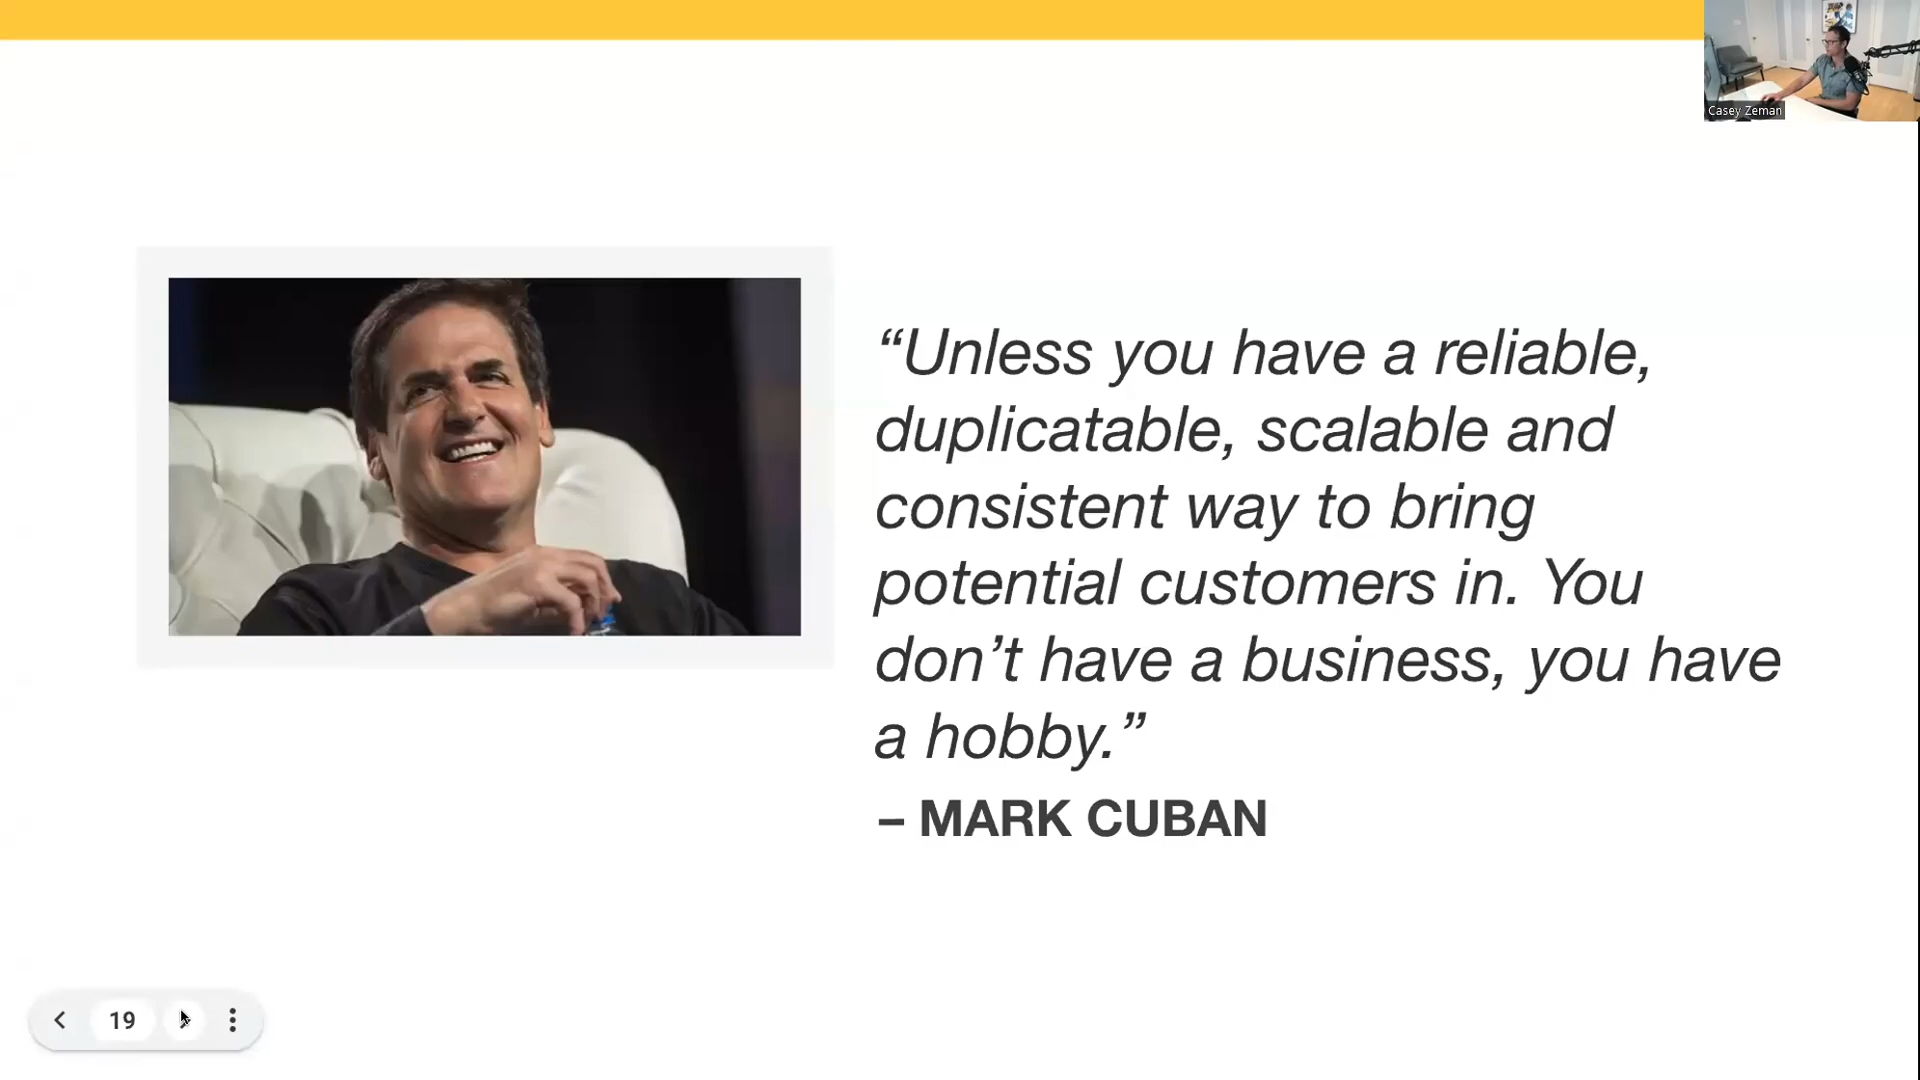 Casey Zeman
“Unless you have a reliable,
duplicatable, scalable and
consistent way to bring
potential customers in. You
don’t have a business, you have
a hobby.”
– MARK CUBAN
19